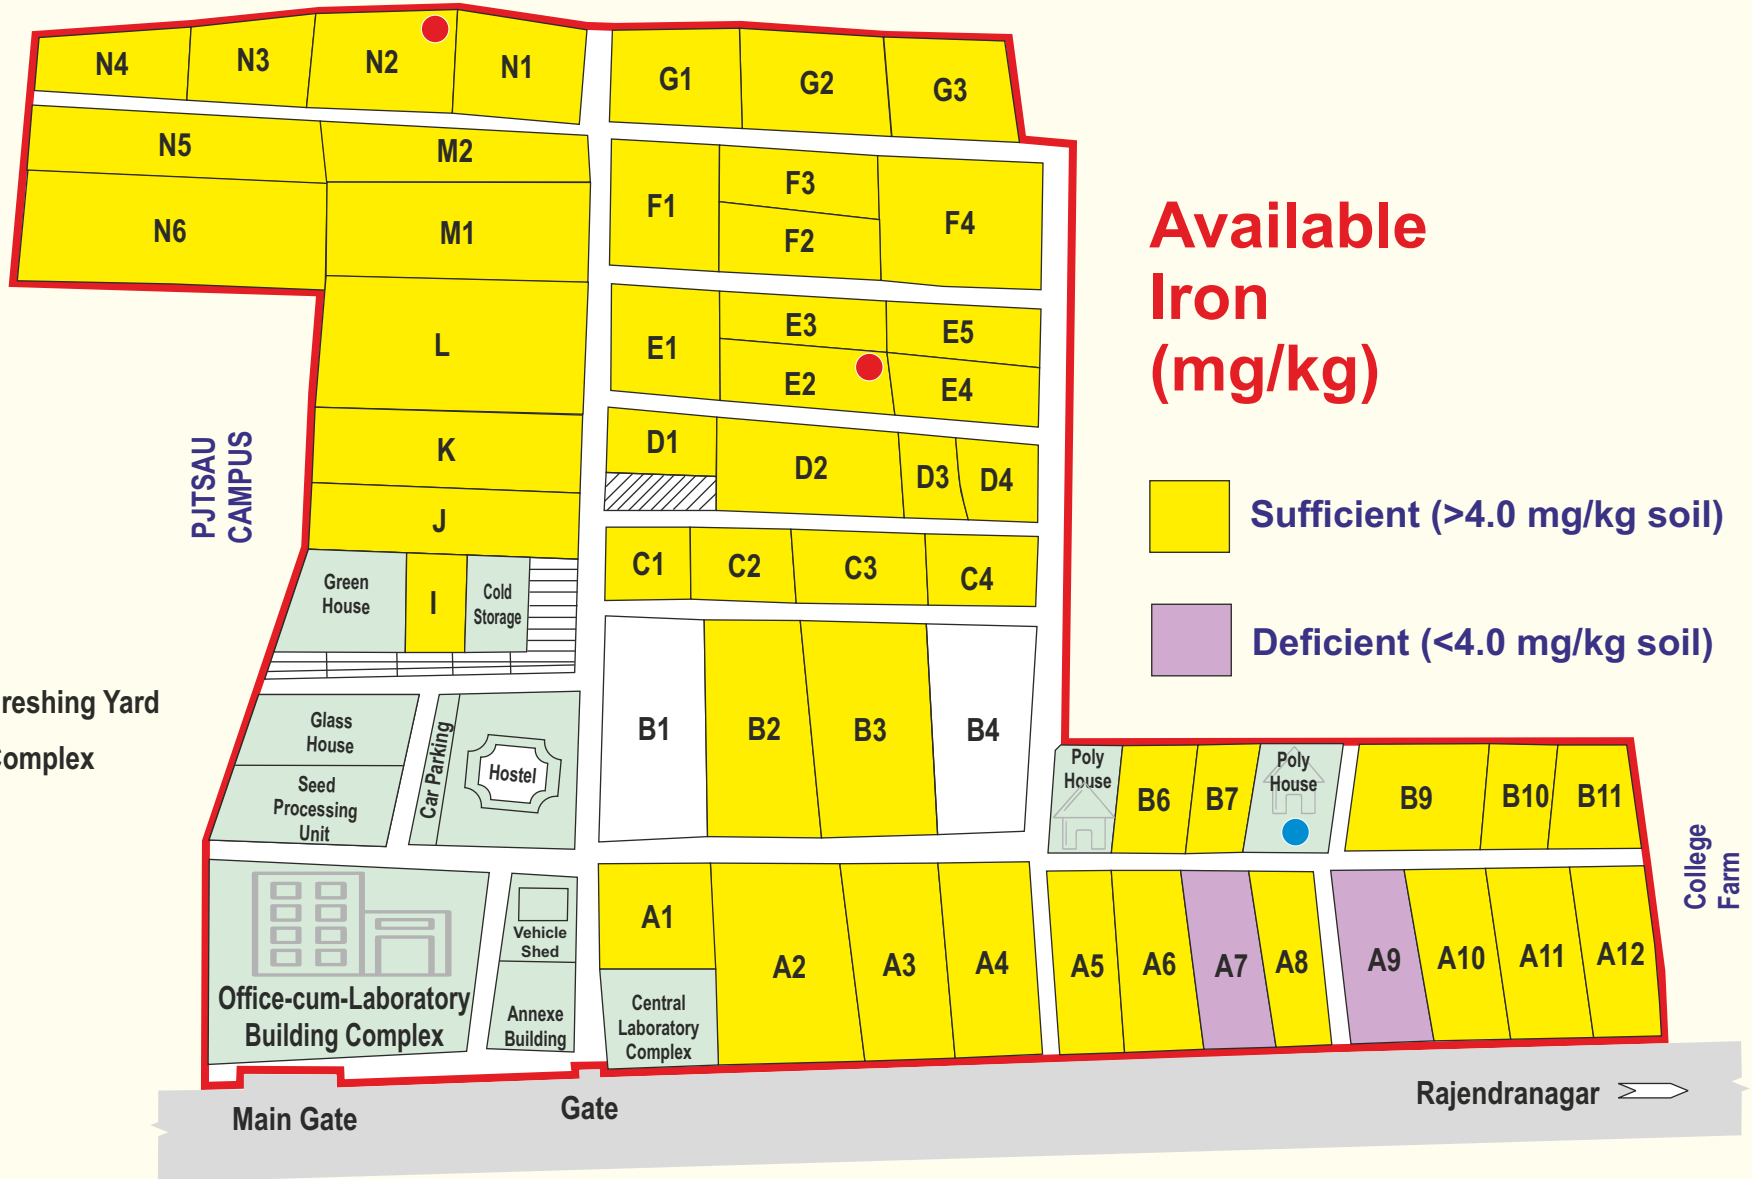 N4
N3
N2
N1
G1
G2
G3
N5
M2
F1
F3
F4
N6
M1
F2
Available
Iron
(mg/kg)
L
E1
E3
E5
E2
E4
PJTSAU
CAMPUS
K
D1
D2
D3
D4
J
Sufficient (>4.0 mg/kg soil)
Green
House
I
Cold
Storage
C1
C2
C3
C4
Deficient (<4.0 mg/kg soil)
reshing Yard
Complex
Glass
House
Car Parking
Hostel
Seed
Processing
Unit
B1
B2
B3
B4
Poly
House
B6
B7
Poly
House
B9
B10
B11
College
Farm
Office-cum-Laboratory
Building Complex
Vehicle
Shed
Annexe
Building
A1
Central
Laboratory
Complex
A2
A3
A4
A5
A6
A7
A8
A9
A10
A11
A12
Main Gate
Gate
Rajendranagar